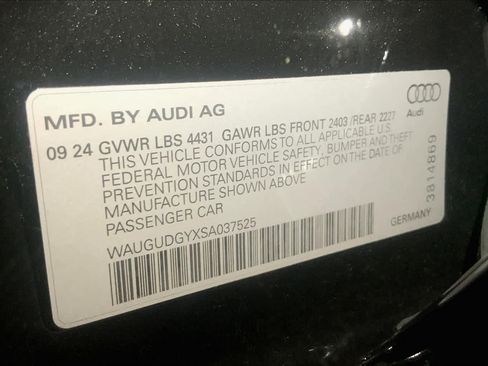 MFD. BY AUDI AG
Audi
09 24 GVWR LBS 4431 GAWR LBS FRONT 2403 /REAR 2227
THIS VEHICLE CONFORMS TO ALL APPLICABLE U.S
FEDERAL MOTOR VEHICLE SAFETY, BUMPER AND THEFT
PREVENTION STANDARDS IN EFFECT ON THE DATE OF
MANUFACTURE SHOWN ABOVE
PASSENGER CAR
WAUGUDGYXSA037525
GERMANY
3814869